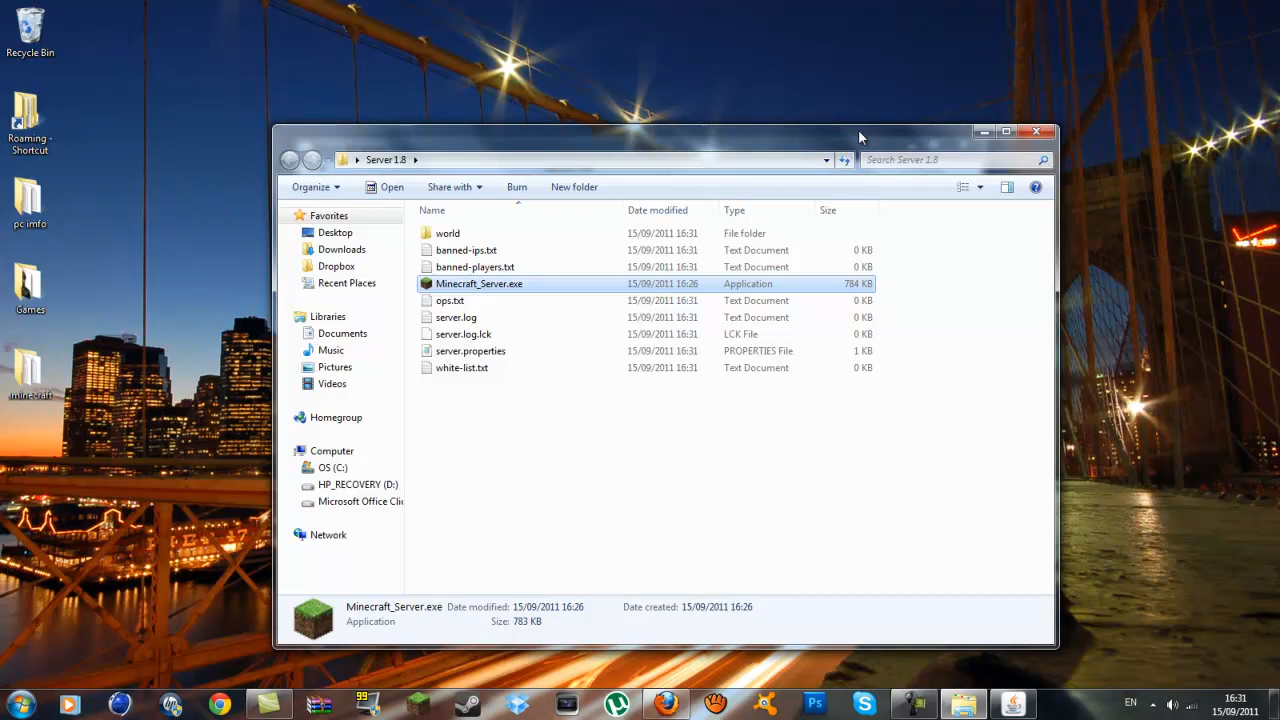 Recycle Bin
Roaming -
Shortcut
pc imfo
Games
.minecraft
Server 1.8
Search Server 1.8
Organize
Open
Share with
Burn
New folder
Name
Date modified
Type
Size
Favorites
Desktop
Downloads
Dropbox
Recent Places
Libraries
Documents
Music
Pictures
Videos
Homegroup
Computer
OS (C:)
HP_RECOVERY (D:)
Microsoft Office Clic
Network
world 15/09/2011 16:31 File folder
banned-ips.txt 15/09/2011 16:31 Text Document 0 KB
banned-players.txt 15/09/2011 16:31 Text Document 0 KB
Minecraft_Server.exe 15/09/2011 16:26 Application 784 KB
ops.txt 15/09/2011 16:31 Text Document 0 KB
server.log 15/09/2011 16:31 Text Document 0 KB
server.log.lck 15/09/2011 16:31 LCK File 0 KB
server.properties 15/09/2011 16:31 PROPERTIES File 1 KB
white-list.txt 15/09/2011 16:31 Text Document 0 KB
Minecraft_Server.exe Date modified: 15/09/2011 16:26 Date created: 15/09/2011 16:26
Application Size: 783 KB
99
Ps
EN
16:31
15/09/2011